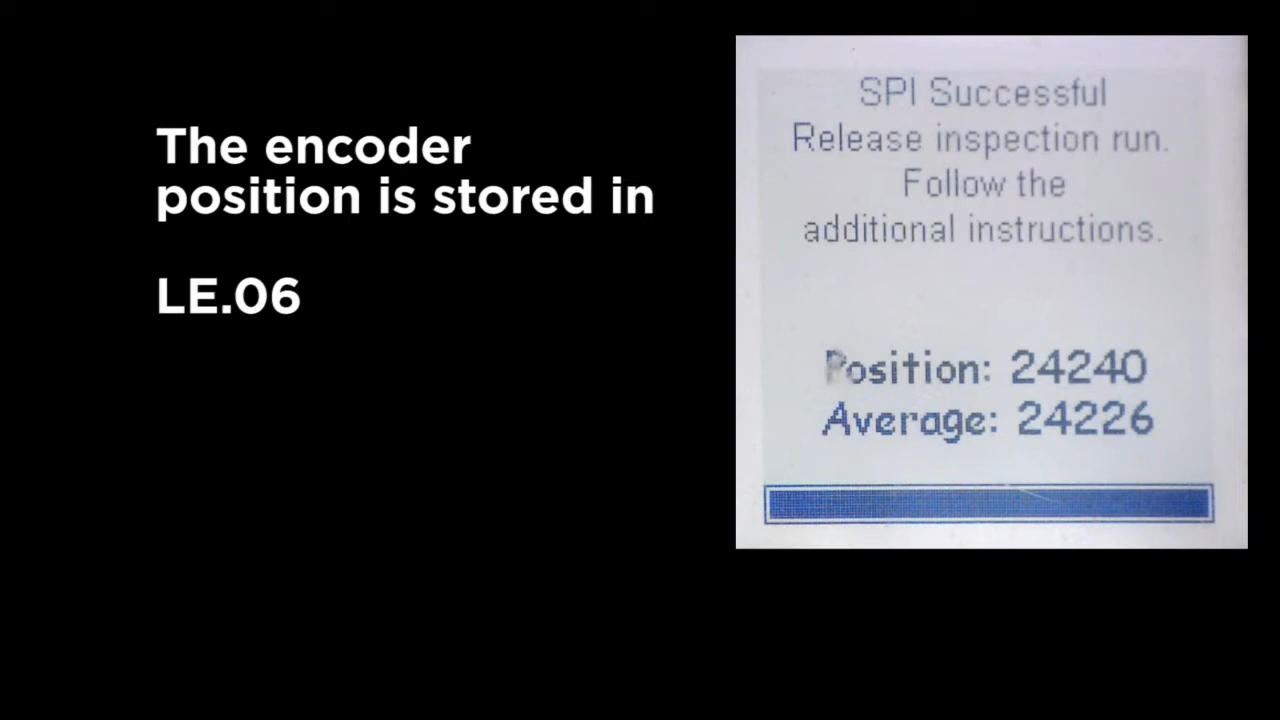 The encoder
position is stored in
LE.06
SPI Successful
Release inspection run.
Follow the
additional instructions.
Position: 24240
Average: 24226